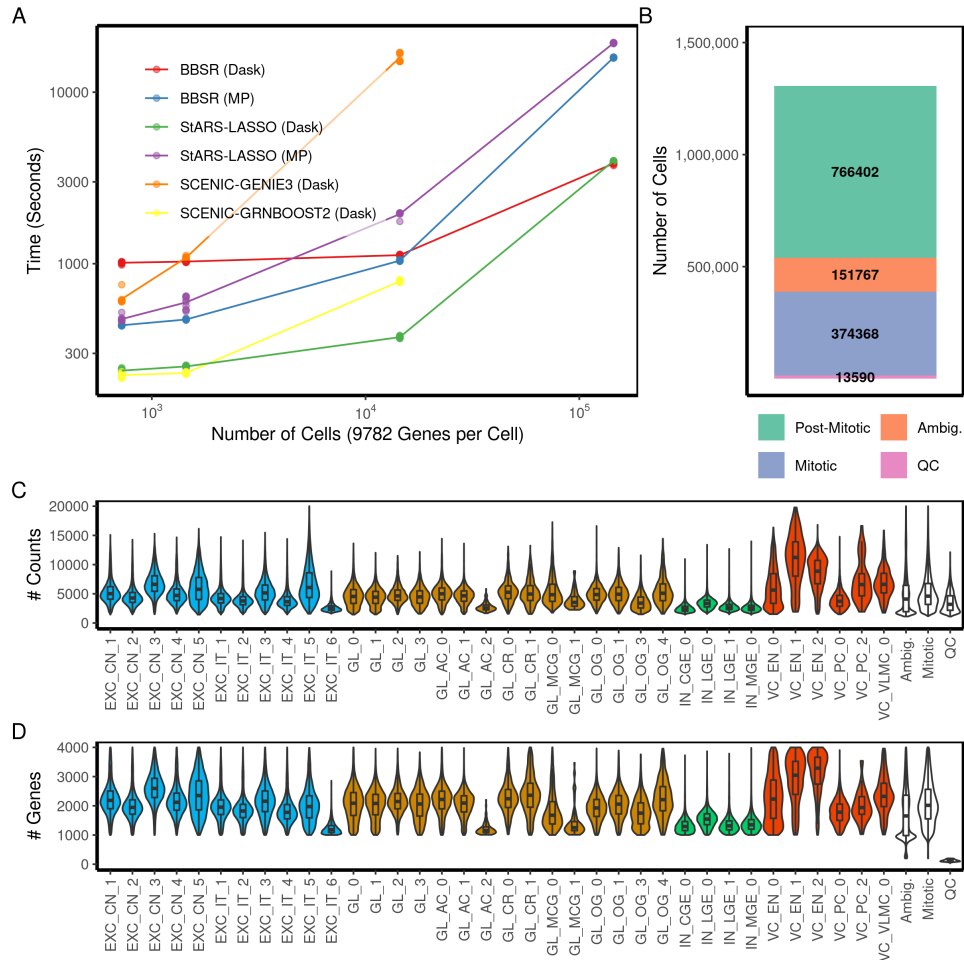 A
B
Time (Seconds)
10000
3000
1000
300
BBSR (Dask)
BBSR (MP)
StARS-LASSO (Dask)
StARS-LASSO (MP)
SCENIC-GENIE3 (Dask)
SCENIC-GRNBOOST2 (Dask)
10^3
10^4
10^5
Number of Cells (9782 Genes per Cell)
Number of Cells
1,500,000
1,000,000
500,000
766402
151767
374368
13590
Post-Mitotic
Ambig.
Mitotic
QC
C
# Counts
20000
15000
10000
5000
0
EXC_CN_1
EXC_CN_2
EXC_CN_3
EXC_CN_4
EXC_CN_5
EXC_IT_1
EXC_IT_2
EXC_IT_3
EXC_IT_4
EXC_IT_5
EXC_IT_6
GL_0
GL_1
GL_2
GL_3
GL_AC_0
GL_AC_1
GL_AC_2
GL_CR_0
GL_CR_1
GL_MCG_0
GL_MCG_1
GL_OG_0
GL_OG_1
GL_OG_3
GL_OG_4
IN_CGE_0
IN_LGE_0
IN_LGE_1
IN_MGE_0
VC_EN_0
VC_EN_1
VC_EN_2
VC_PC_0
VC_PC_2
VC_VLMC_0
Ambig.
Mitotic
QC
D
# Genes
4000
3000
2000
1000
0
EXC_CN_1
EXC_CN_2
EXC_CN_3
EXC_CN_4
EXC_CN_5
EXC_IT_1
EXC_IT_2
EXC_IT_3
EXC_IT_4
EXC_IT_5
EXC_IT_6
GL_0
GL_1
GL_2
GL_3
GL_AC_0
GL_AC_1
GL_AC_2
GL_CR_0
GL_CR_1
GL_MCG_0
GL_MCG_1
GL_OG_0
GL_OG_1
GL_OG_3
GL_OG_4
IN_CGE_0
IN_LGE_0
IN_LGE_1
IN_MGE_0
VC_EN_0
VC_EN_1
VC_EN_2
VC_PC_0
VC_PC_2
VC_VLMC_0
Ambig.
Mitotic
QC